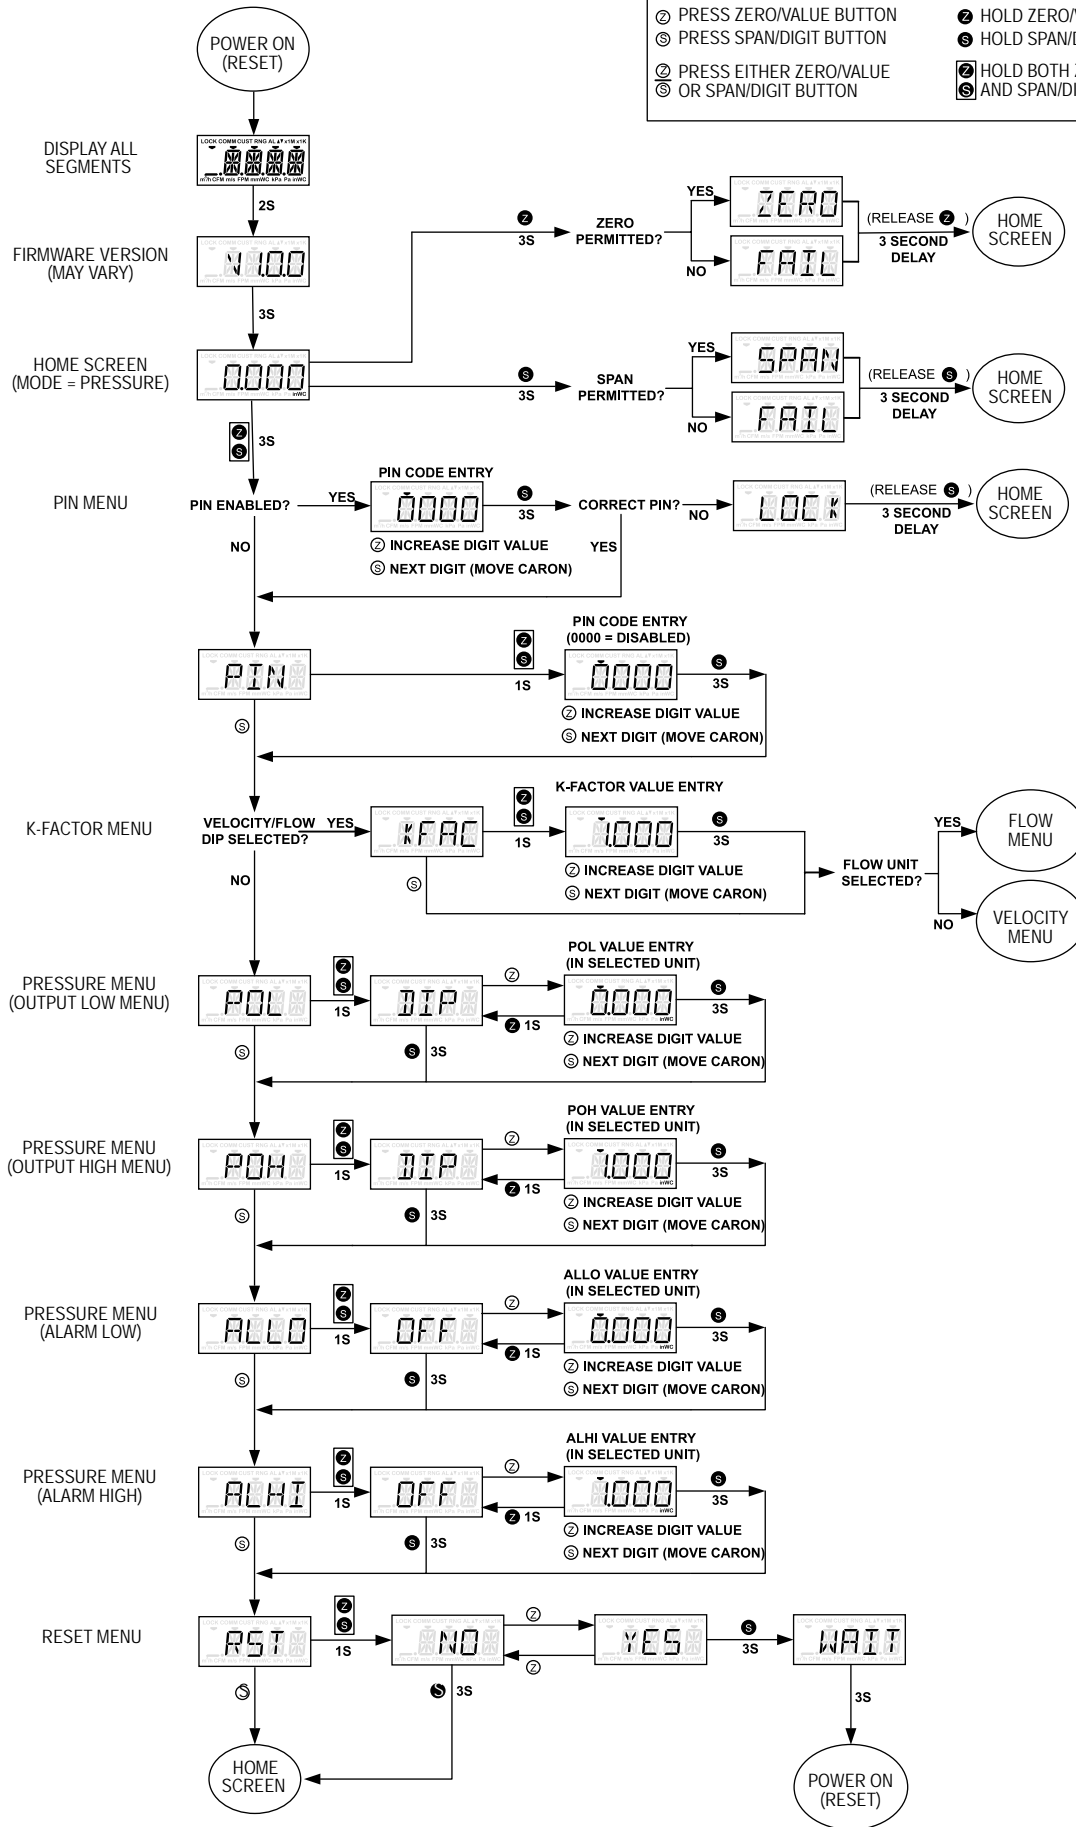 Ⓩ PRESS ZERO/VALUE BUTTON
Ⓢ PRESS SPAN/DIGIT BUTTON
Ⓩ PRESS EITHER ZERO/VALUE
Ⓢ OR SPAN/DIGIT BUTTON
Z HOLD ZERO/
S HOLD SPAN/
Z HOLD BOTH
S AND SPAN/
POWER ON
(RESET)
DISPLAY ALL
SEGMENTS
LOCK COMM CUST RNG AL ▲▼ x1M x1K
m³/h CFM m/s FPM mmWC kPa Pa inWC
2S
FIRMWARE VERSION
(MAY VARY)
V 1.0.0
3S
Z
3S
ZERO
PERMITTED?
YES
ZERO
NO
FAIL
(RELEASE Z )
3 SECOND
DELAY
HOME
SCREEN
HOME SCREEN
(MODE = PRESSURE)
0.000
inWC
S
3S
SPAN
PERMITTED?
YES
SPAN
NO
FAIL
(RELEASE S )
3 SECOND
DELAY
HOME
SCREEN
Z
S
3S
PIN MENU
PIN ENABLED?
YES
PIN CODE ENTRY
0000
Ⓩ INCREASE DIGIT VALUE
Ⓢ NEXT DIGIT (MOVE CARON)
S
3S
CORRECT PIN?
NO
LOCK
(RELEASE S )
3 SECOND
DELAY
HOME
SCREEN
NO
YES
PIN
Z
S
1S
PIN CODE ENTRY
(0000 = DISABLED)
0000
S
3S
Ⓩ INCREASE DIGIT VALUE
Ⓢ NEXT DIGIT (MOVE CARON)
Ⓢ
K-FACTOR MENU
VELOCITY/FLOW
DIP SELECTED?
YES
KFAC
Z
S
1S
K-FACTOR VALUE ENTRY
1.000
S
3S
Ⓩ INCREASE DIGIT VALUE
Ⓢ NEXT DIGIT (MOVE CARON)
Ⓢ
FLOW UNIT
SELECTED?
YES
FLOW
MENU
NO
VELOCITY
MENU
NO
PRESSURE MENU
(OUTPUT LOW MENU)
POL
Z
S
1S
DIP
Ⓩ
Z 1S
POL VALUE ENTRY
(IN SELECTED UNIT)
0.000
inWC
S
3S
Ⓩ INCREASE DIGIT VALUE
Ⓢ NEXT DIGIT (MOVE CARON)
Ⓢ
S 3S
PRESSURE MENU
(OUTPUT HIGH MENU)
POH
Z
S
1S
DIP
Ⓩ
Z 1S
POH VALUE ENTRY
(IN SELECTED UNIT)
1.000
inWC
S
3S
Ⓩ INCREASE DIGIT VALUE
Ⓢ NEXT DIGIT (MOVE CARON)
Ⓢ
S 3S
PRESSURE MENU
(ALARM LOW)
ALLO
Z
S
1S
OFF
Ⓩ
Z 1S
ALLO VALUE ENTRY
(IN SELECTED UNIT)
0.000
inWC
S
3S
Ⓩ INCREASE DIGIT VALUE
Ⓢ NEXT DIGIT (MOVE CARON)
Ⓢ
S 3S
PRESSURE MENU
(ALARM HIGH)
ALHI
Z
S
1S
OFF
Ⓩ
Z 1S
ALHI VALUE ENTRY
(IN SELECTED UNIT)
1.000
inWC
S
3S
Ⓩ INCREASE DIGIT VALUE
Ⓢ NEXT DIGIT (MOVE CARON)
Ⓢ
S 3S
RESET MENU
RST
Z
S
1S
NO
Ⓩ
Ⓩ
YES
S
3S
WAIT
Ⓢ
S 3S
3S
HOME
SCREEN
POWER ON
(RESET)